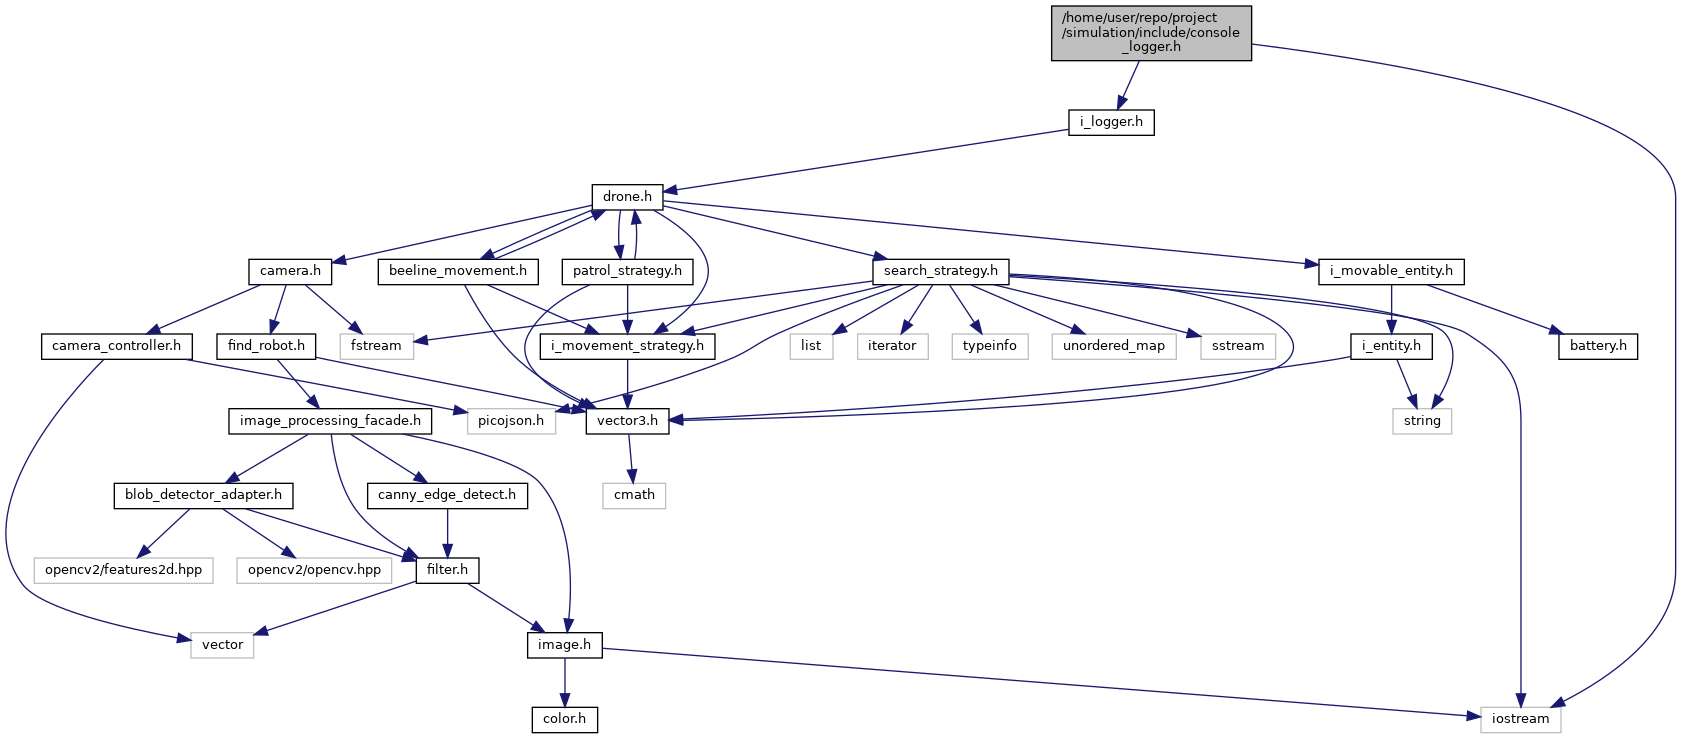 /home/user/repo/project
/simulation/include/console
_logger.h
i_logger.h
drone.h
camera.h
beeline_movement.h
patrol_strategy.h
search_strategy.h
i_movable_entity.h
camera_controller.h
find_robot.h
fstream
i_movement_strategy.h
list
iterator
typeinfo
unordered_map
sstream
i_entity.h
battery.h
image_processing_facade.h
picojson.h
vector3.h
string
blob_detector_adapter.h
canny_edge_detect.h
cmath
opencv2/features2d.hpp
opencv2/opencv.hpp
filter.h
vector
image.h
color.h
iostream